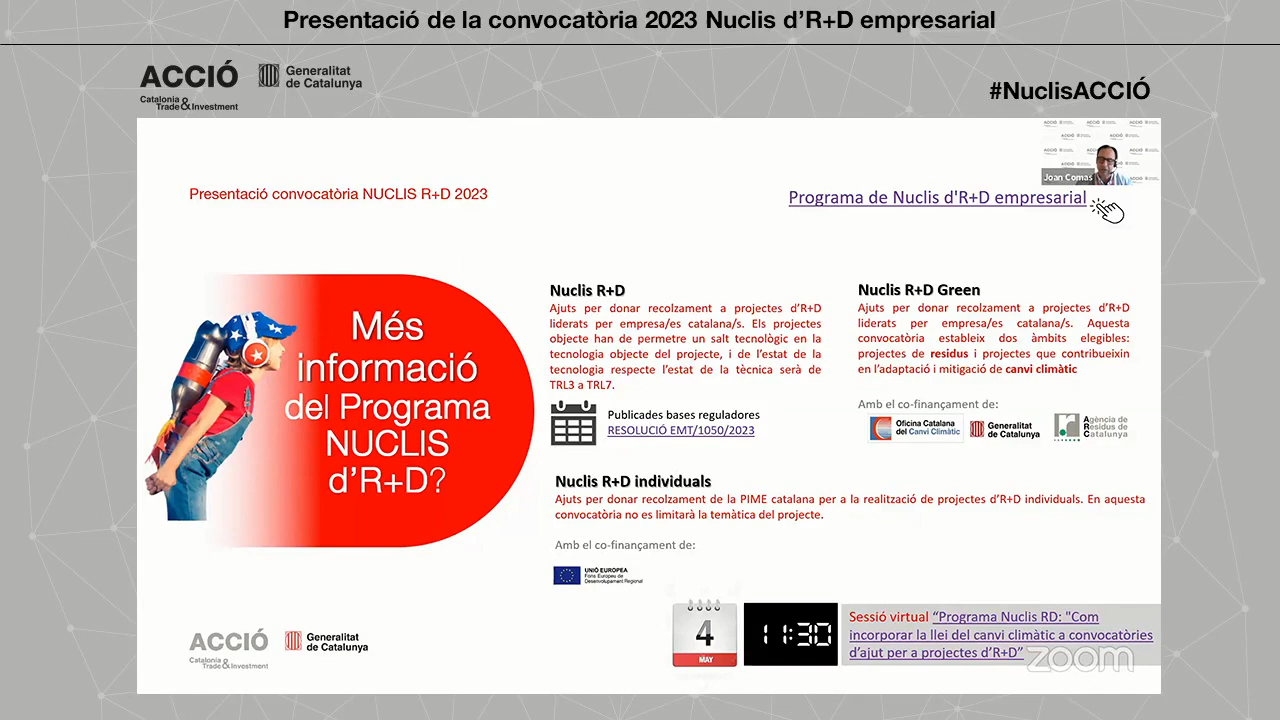 Presentació de la convocatòria 2023 Nuclis d'R+D empresarial
ACCIÓ
Catalonia
Trade & Investment
Generalitat
de Catalunya
#NuclisACCIÓ
Joan Comas
Presentació convocatòria NUCLIS R+D 2023
Programa de Nuclis d'R+D empresarial
Més
informació
del Programa
NUCLIS
d'R+D?
Nuclis R+D
Ajuts per donar recolzament a projectes d'R+D
liderats per empresa/es catalana/s. Els projectes
objecte han de permetre un salt tecnològic en la
tecnologia objecte del projecte, i de l'estat de la
tecnologia respecte l'estat de la tècnica serà de
TRL3 a TRL7.
Publicades bases reguladores
RESOLUCIÓ EMT/1050/2023
Nuclis R+D Green
Ajuts per donar recolzament a projectes d'R+D
liderats per empresa/es catalana/s. Aquesta
convocatòria estableix dos àmbits elegibles:
projectes de residus i projectes que contribueixin
en l'adaptació i mitigació de canvi climàtic
Amb el co-finançament de:
Oficina Catalana
del Canvi Climàtic
Generalitat
de Catalunya
Agència de
Residus de
Catalunya
Nuclis R+D individuals
Ajuts per donar recolzament de la PIME catalana per a la realització de projectes d'R+D individuals. En aquesta
convocatòria no es limitarà la temàtica del projecte.
Amb el co-finançament de:
UNIÓ EUROPEA
Fons Europeu de
Desenvolupament Regional
4
MAY
11:30
Sessió virtual "Programa Nuclis RD: "Com
incorporar la llei del canvi climàtic a convocatòries
d'ajut per a projectes d'R+D"
zoom
ACCIÓ
Catalonia
Trade & Investment
Generalitat
de Catalunya